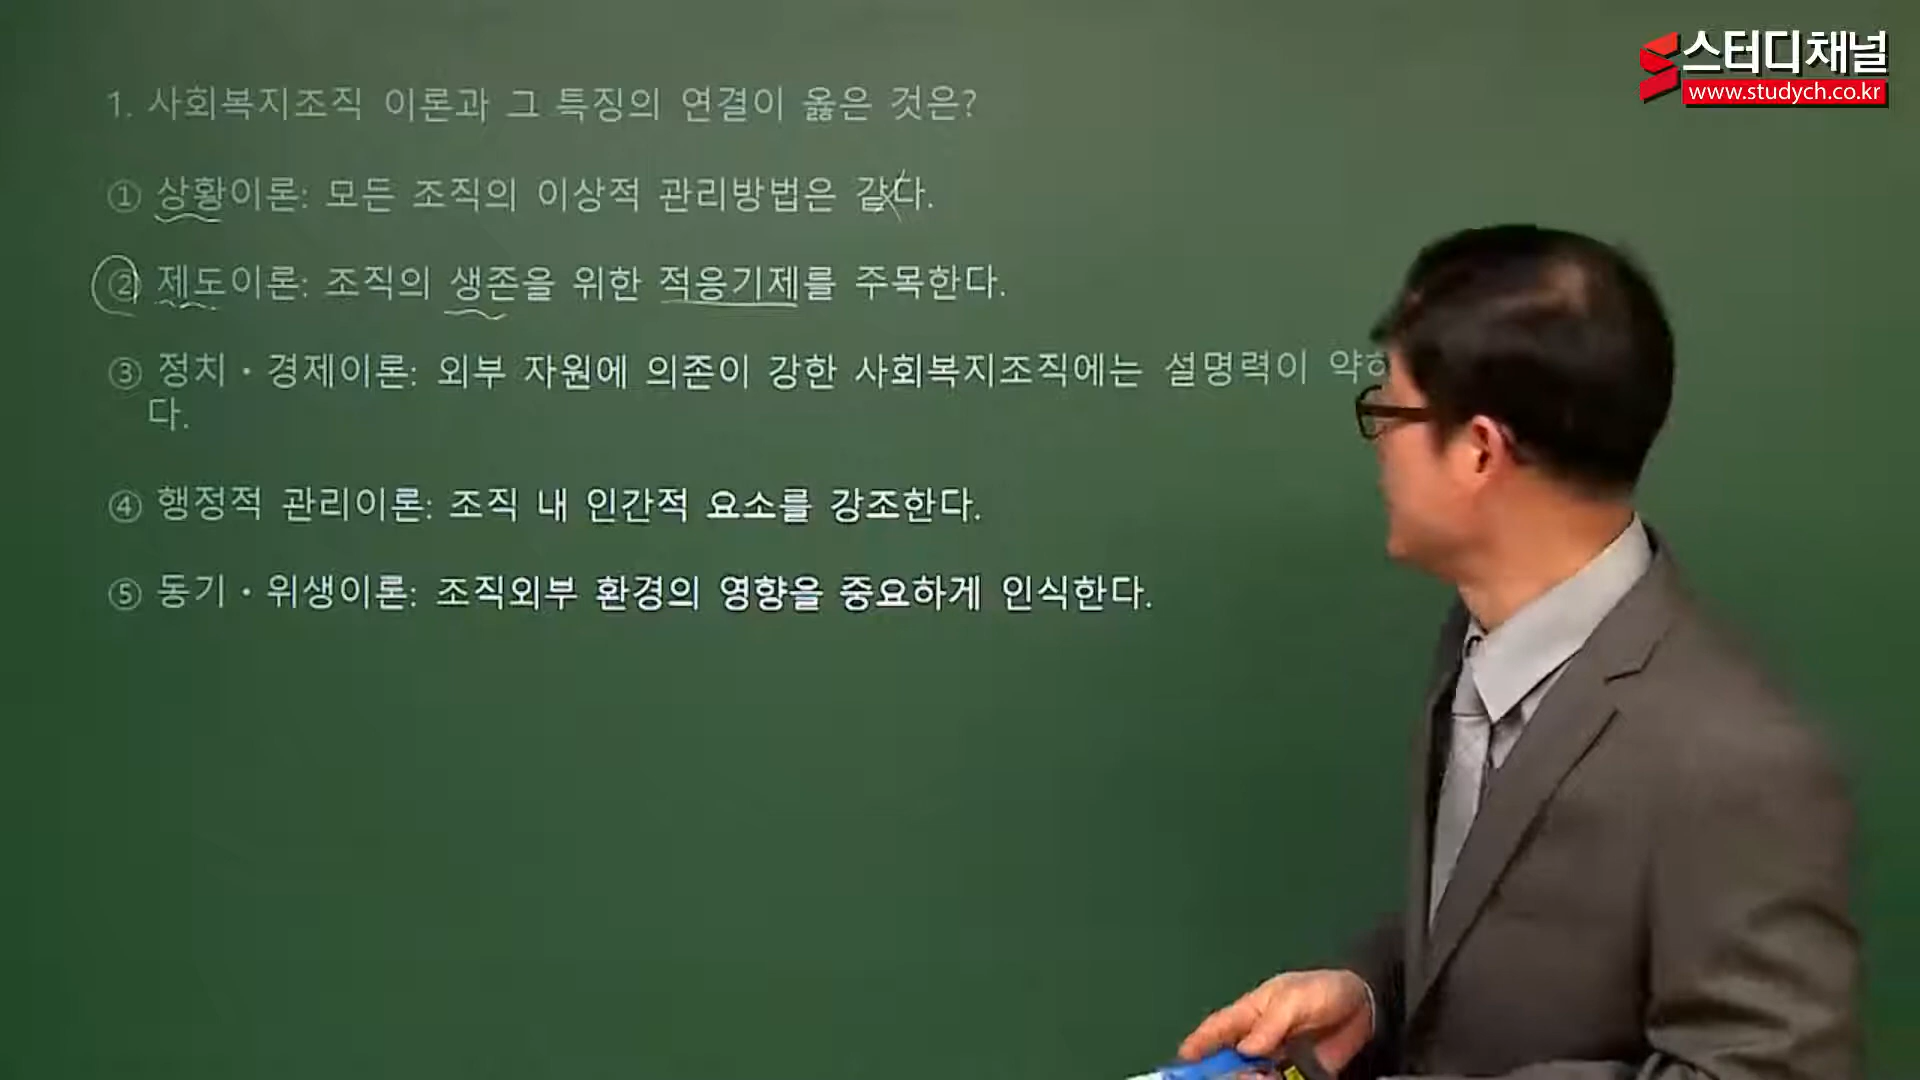 스터디채널
www.studych.co.kr
1. 사회복지조직 이론과 그 특징의 연결이 옳은 것은?
① 상황이론: 모든 조직의 이상적 관리방법은 같다.
② 제도이론: 조직의 생존을 위한 적응기제를 주목한다.
③ 정치·경제이론: 외부 자원에 의존이 강한 사회복지조직에는 설명력이
다.
④ 행정적 관리이론: 조직 내 인간적 요소를 강조한다.
⑤ 동기·위생이론: 조직외부 환경의 영향을 중요하게 인식한다.